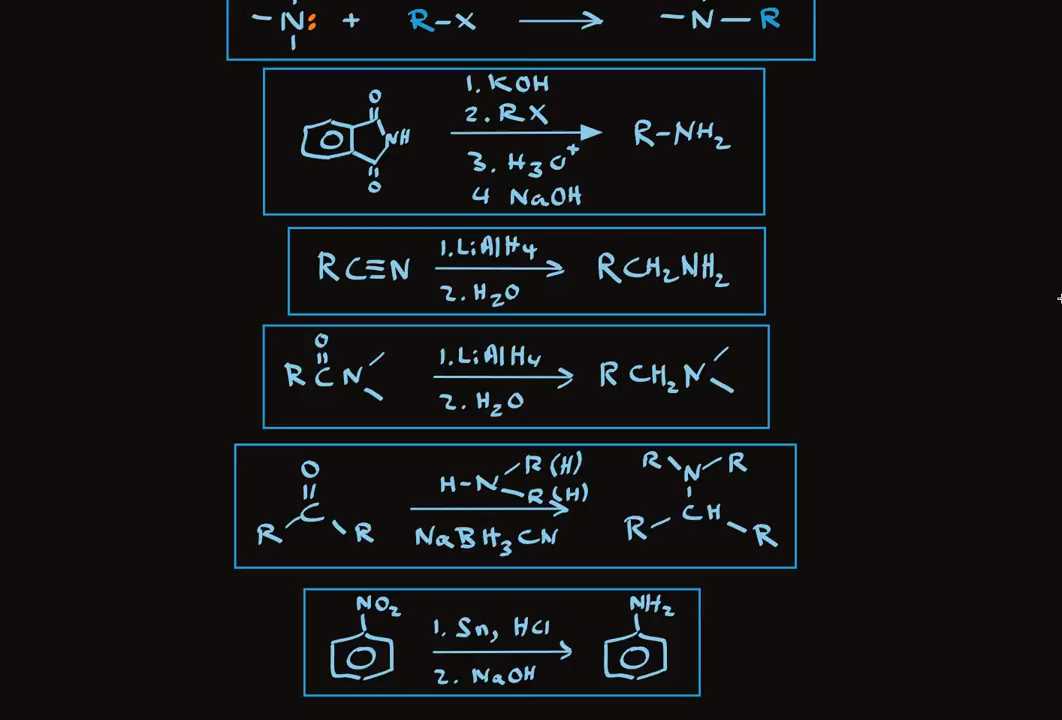 –N: + R–X → –N–R
O
NH
O
1. KOH
2. RX
3. H3O+
4 NaOH
R–NH2
RC≡N
1. LiAlH4
2. H2O
RCH2NH2
O
RCN
1. LiAlH4
2. H2O
RCH2N
O
C
R R
H–N
R(H)
R(H)
NaBH3CN
R N R
CH
R R
NO2
1. Sn, HCl
2. NaOH
NH2